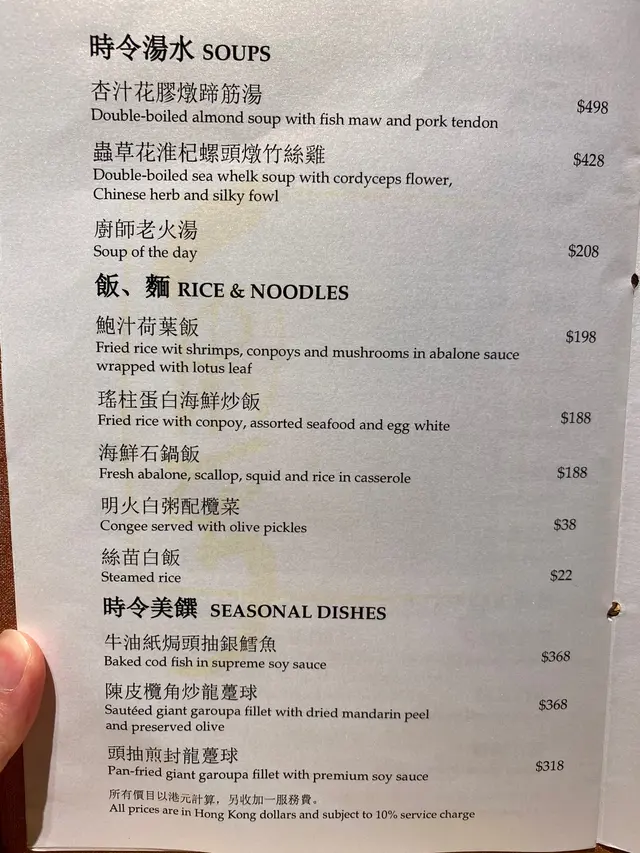 時令湯水 SOUPS
杏汁花膠燉蹄筋湯
Double-boiled almond soup with fish maw and pork tendon $498
蟲草花淮杞螺頭燉竹絲雞
Double-boiled sea whelk soup with cordyceps flower, $428
Chinese herb and silky fowl
廚師老火湯
Soup of the day $208
飯、麵 RICE & NOODLES
鮑汁荷葉飯
Fried rice wit shrimps, conpoys and mushrooms in abalone sauce $198
wrapped with lotus leaf
瑤柱蛋白海鮮炒飯
Fried rice with conpoy, assorted seafood and egg white $188
海鮮石鍋飯
Fresh abalone, scallop, squid and rice in casserole $188
明火白粥配欖菜
Congee served with olive pickles $38
絲苗白飯
Steamed rice $22
時令美饌 SEASONAL DISHES
牛油紙焗頭抽銀鱈魚
Baked cod fish in supreme soy sauce $368
陳皮欖角炒龍躉球
Sautéed giant garoupa fillet with dried mandarin peel $368
and preserved olive
頭抽煎封龍躉球
Pan-fried giant garoupa fillet with premium soy sauce $318
所有價目以港元計算，另收加一服務費。
All prices are in Hong Kong dollars and subject to 10% service charge